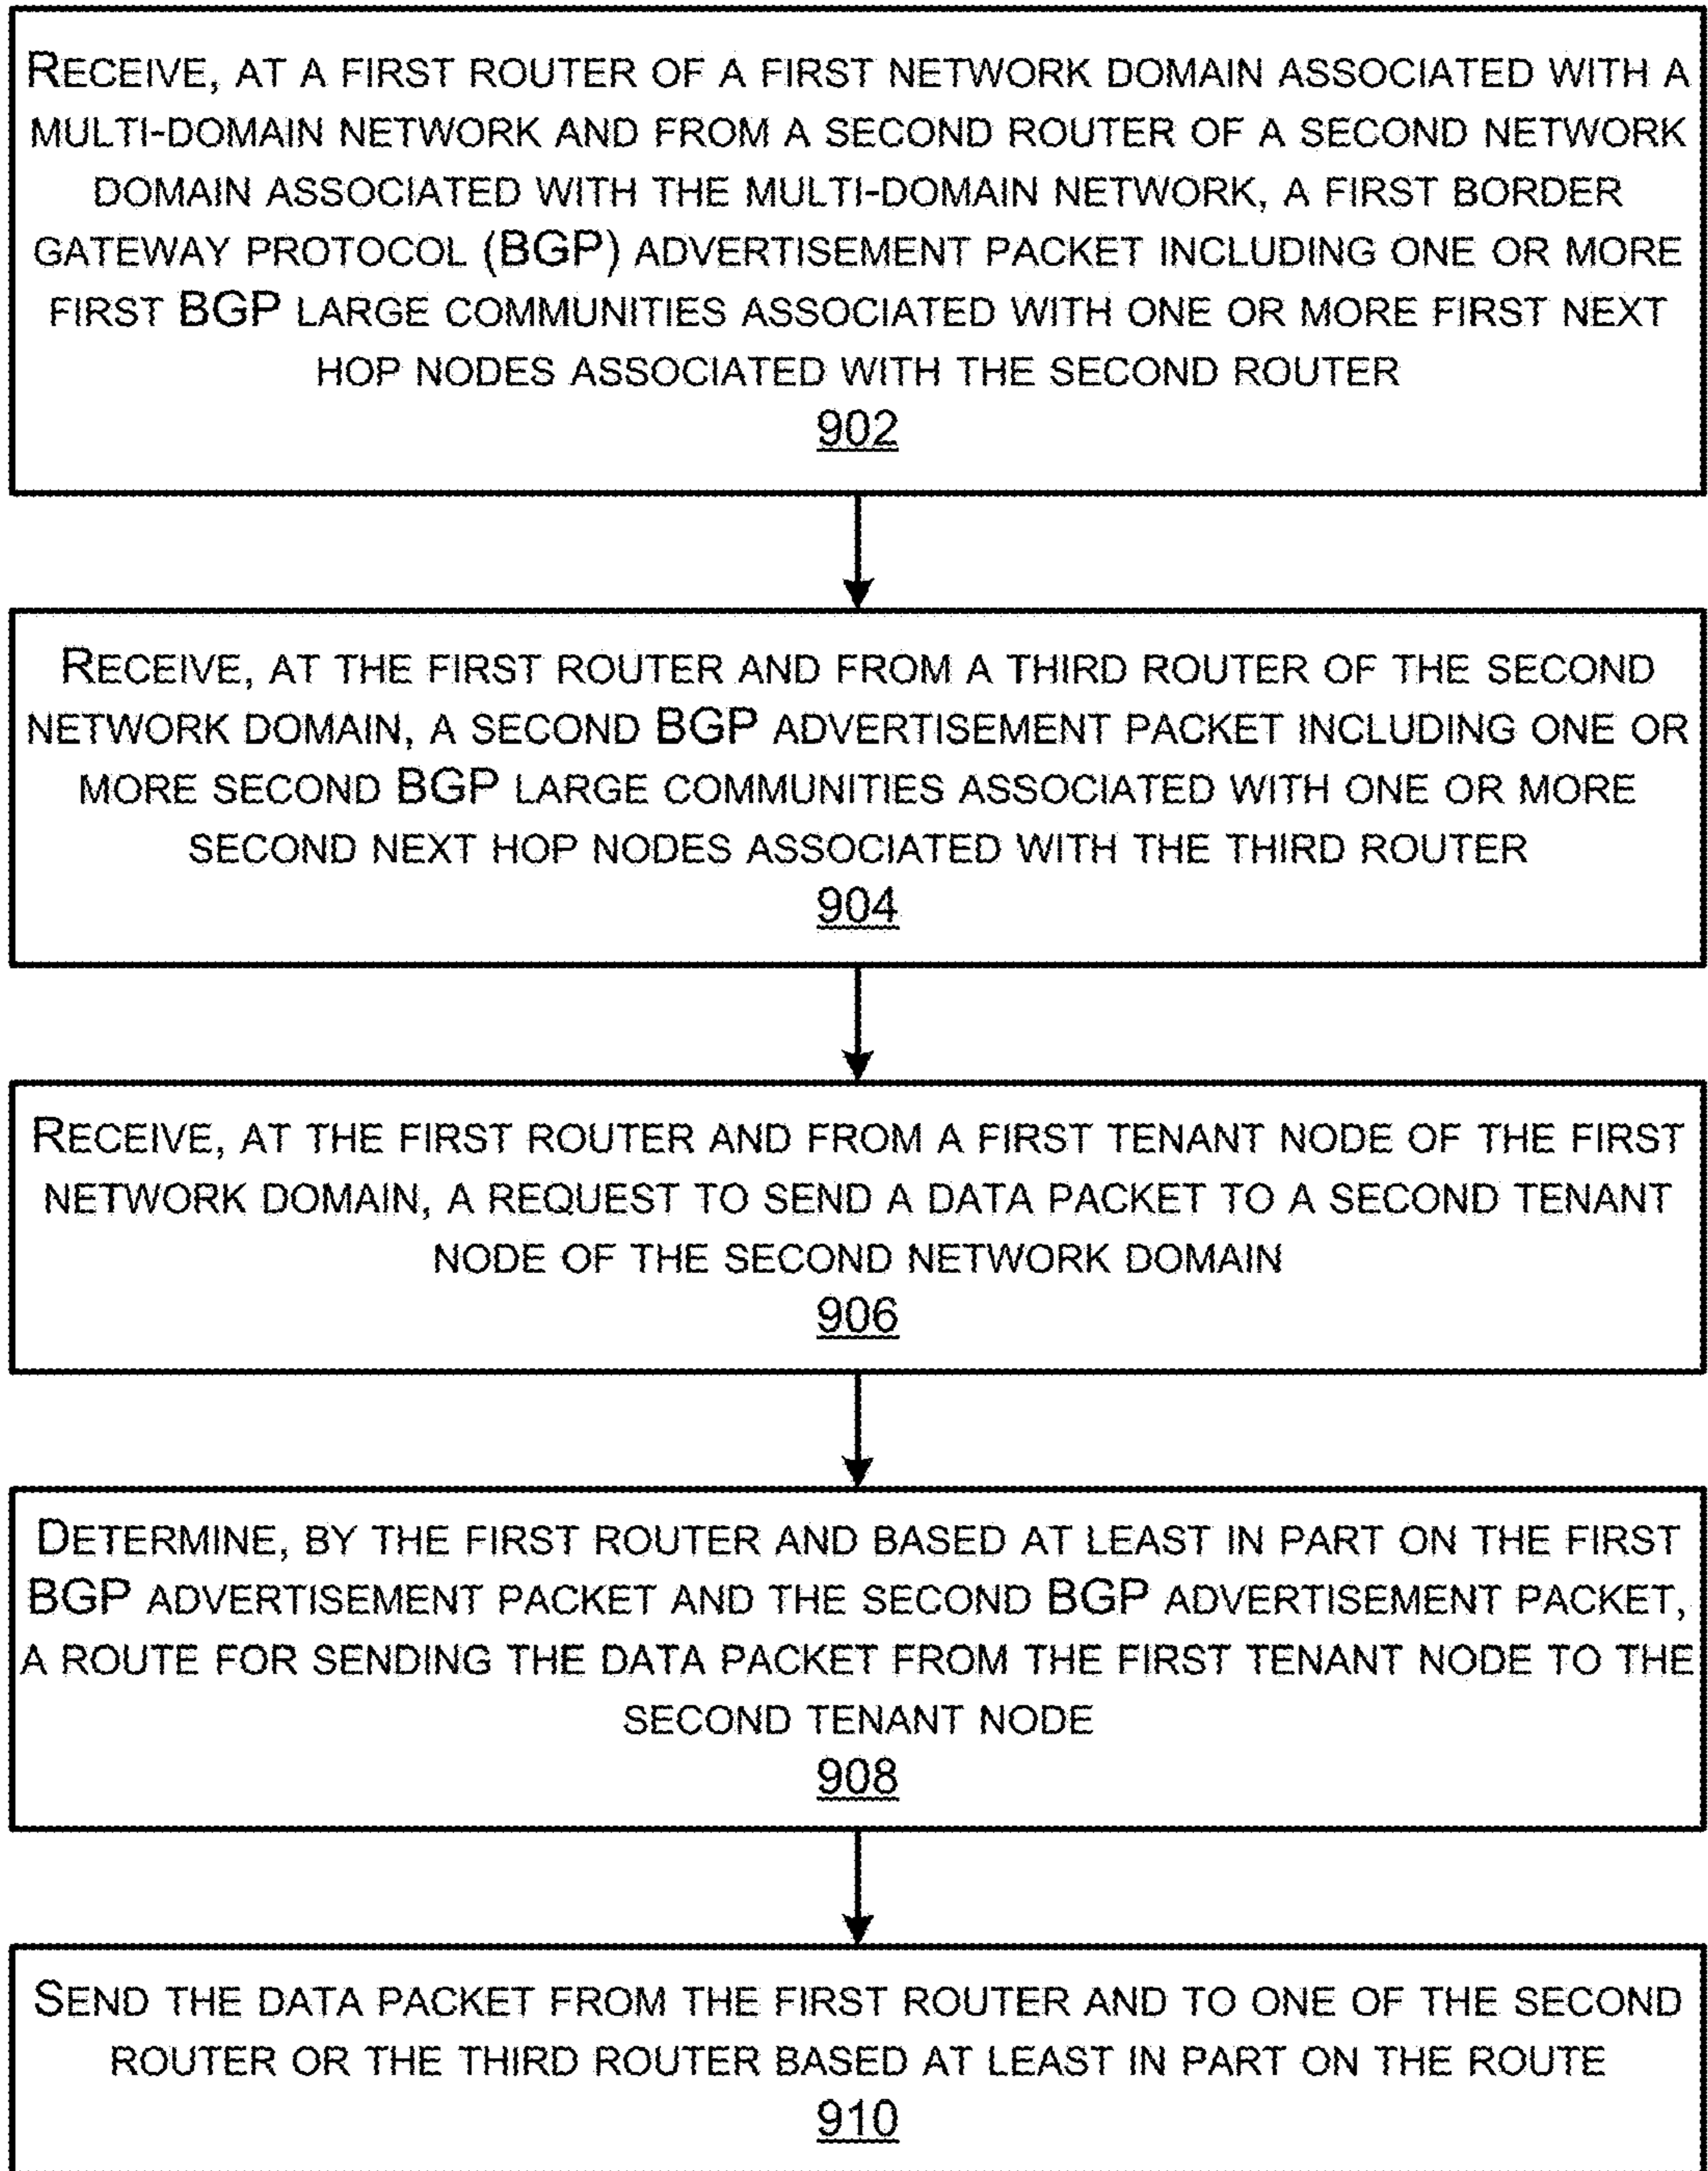 RECEIVE, AT A FIRST ROUTER OF A FIRST NETWORK DOMAIN ASSOCIATED WITH A
MULTI-DOMAIN NETWORK AND FROM A SECOND ROUTER OF A SECOND NETWORK
DOMAIN ASSOCIATED WITH THE MULTI-DOMAIN NETWORK, A FIRST BORDER
GATEWAY PROTOCOL (BGP) ADVERTISEMENT PACKET INCLUDING ONE OR MORE
FIRST BGP LARGE COMMUNITIES ASSOCIATED WITH ONE OR MORE FIRST NEXT
HOP NODES ASSOCIATED WITH THE SECOND ROUTER
902
RECEIVE, AT THE FIRST ROUTER AND FROM A THIRD ROUTER OF THE SECOND
NETWORK DOMAIN, A SECOND BGP ADVERTISEMENT PACKET INCLUDING ONE OR
MORE SECOND BGP LARGE COMMUNITIES ASSOCIATED WITH ONE OR MORE
SECOND NEXT HOP NODES ASSOCIATED WITH THE THIRD ROUTER
904
RECEIVE, AT THE FIRST ROUTER AND FROM A FIRST TENANT NODE OF THE FIRST
NETWORK DOMAIN, A REQUEST TO SEND A DATA PACKET TO A SECOND TENANT
NODE OF THE SECOND NETWORK DOMAIN
906
DETERMINE, BY THE FIRST ROUTER AND BASED AT LEAST IN PART ON THE FIRST
BGP ADVERTISEMENT PACKET AND THE SECOND BGP ADVERTISEMENT PACKET,
A ROUTE FOR SENDING THE DATA PACKET FROM THE FIRST TENANT NODE TO THE
SECOND TENANT NODE
908
SEND THE DATA PACKET FROM THE FIRST ROUTER AND TO ONE OF THE SECOND
ROUTER OR THE THIRD ROUTER BASED AT LEAST IN PART ON THE ROUTE
910